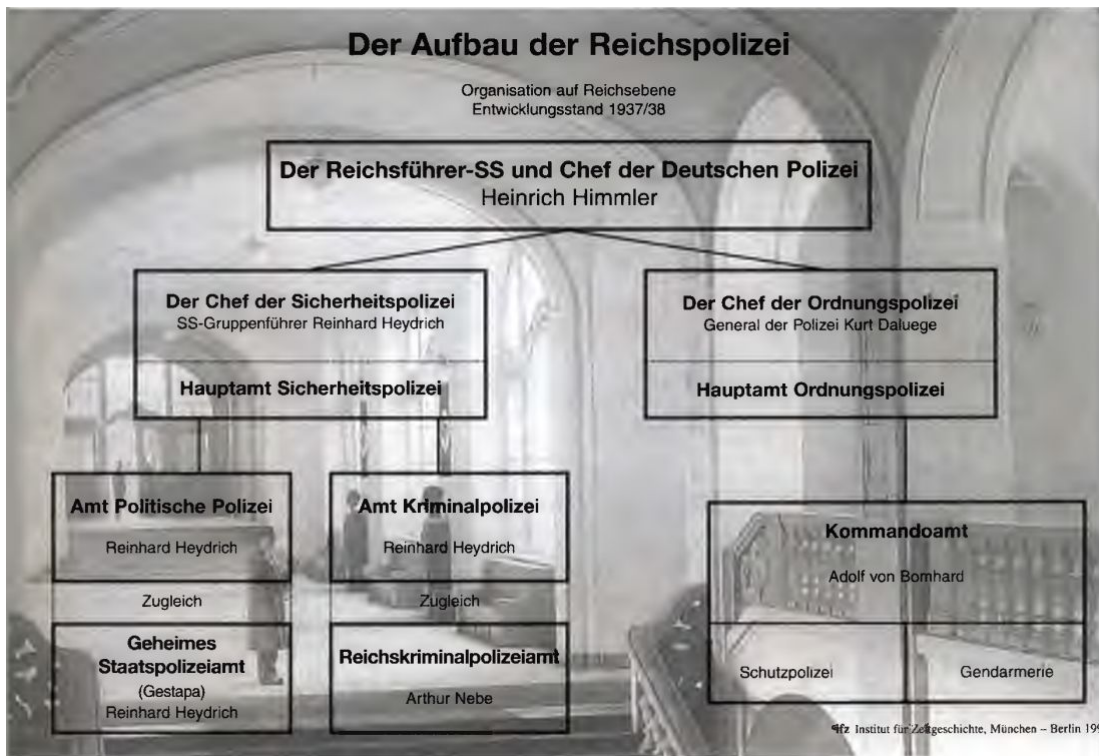 Der Aufbau der Reichspolizei
Organisation auf Reichsebene
Entwicklungsstand 1937/38
Der Reichsführer-SS und Chef der Deutschen Polizei
Heinrich Himmler
Der Chef der Sicherheitspolizei
SS-Gruppenführer Reinhard Heydrich
Hauptamt Sicherheitspolizei
Der Chef der Ordnungspolizei
General der Polizei Kurt Daluege
Hauptamt Ordnungspolizei
Amt Politische Polizei
Reinhard Heydrich
Zugleich
Geheimes
Staatspolizeiamt
(Gestapa)
Reinhard Heydrich
Amt Kriminalpolizei
Reinhard Heydrich
Zugleich
Reichskriminalpolizeiamt
Arthur Nebe
Kommandoamt
Adolf von Bomhard
Schutzpolizei
Gendarmerie
ifz Institut für Zeitgeschichte, München – Berlin